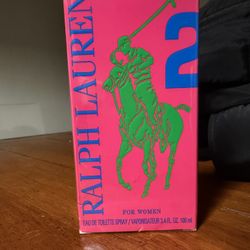 RALPH LAUREN
2
FOR WOMEN
EAU DE TOILETTE SPRAY / VAPORISATEUR 3.4 FL. OZ. 100 ml